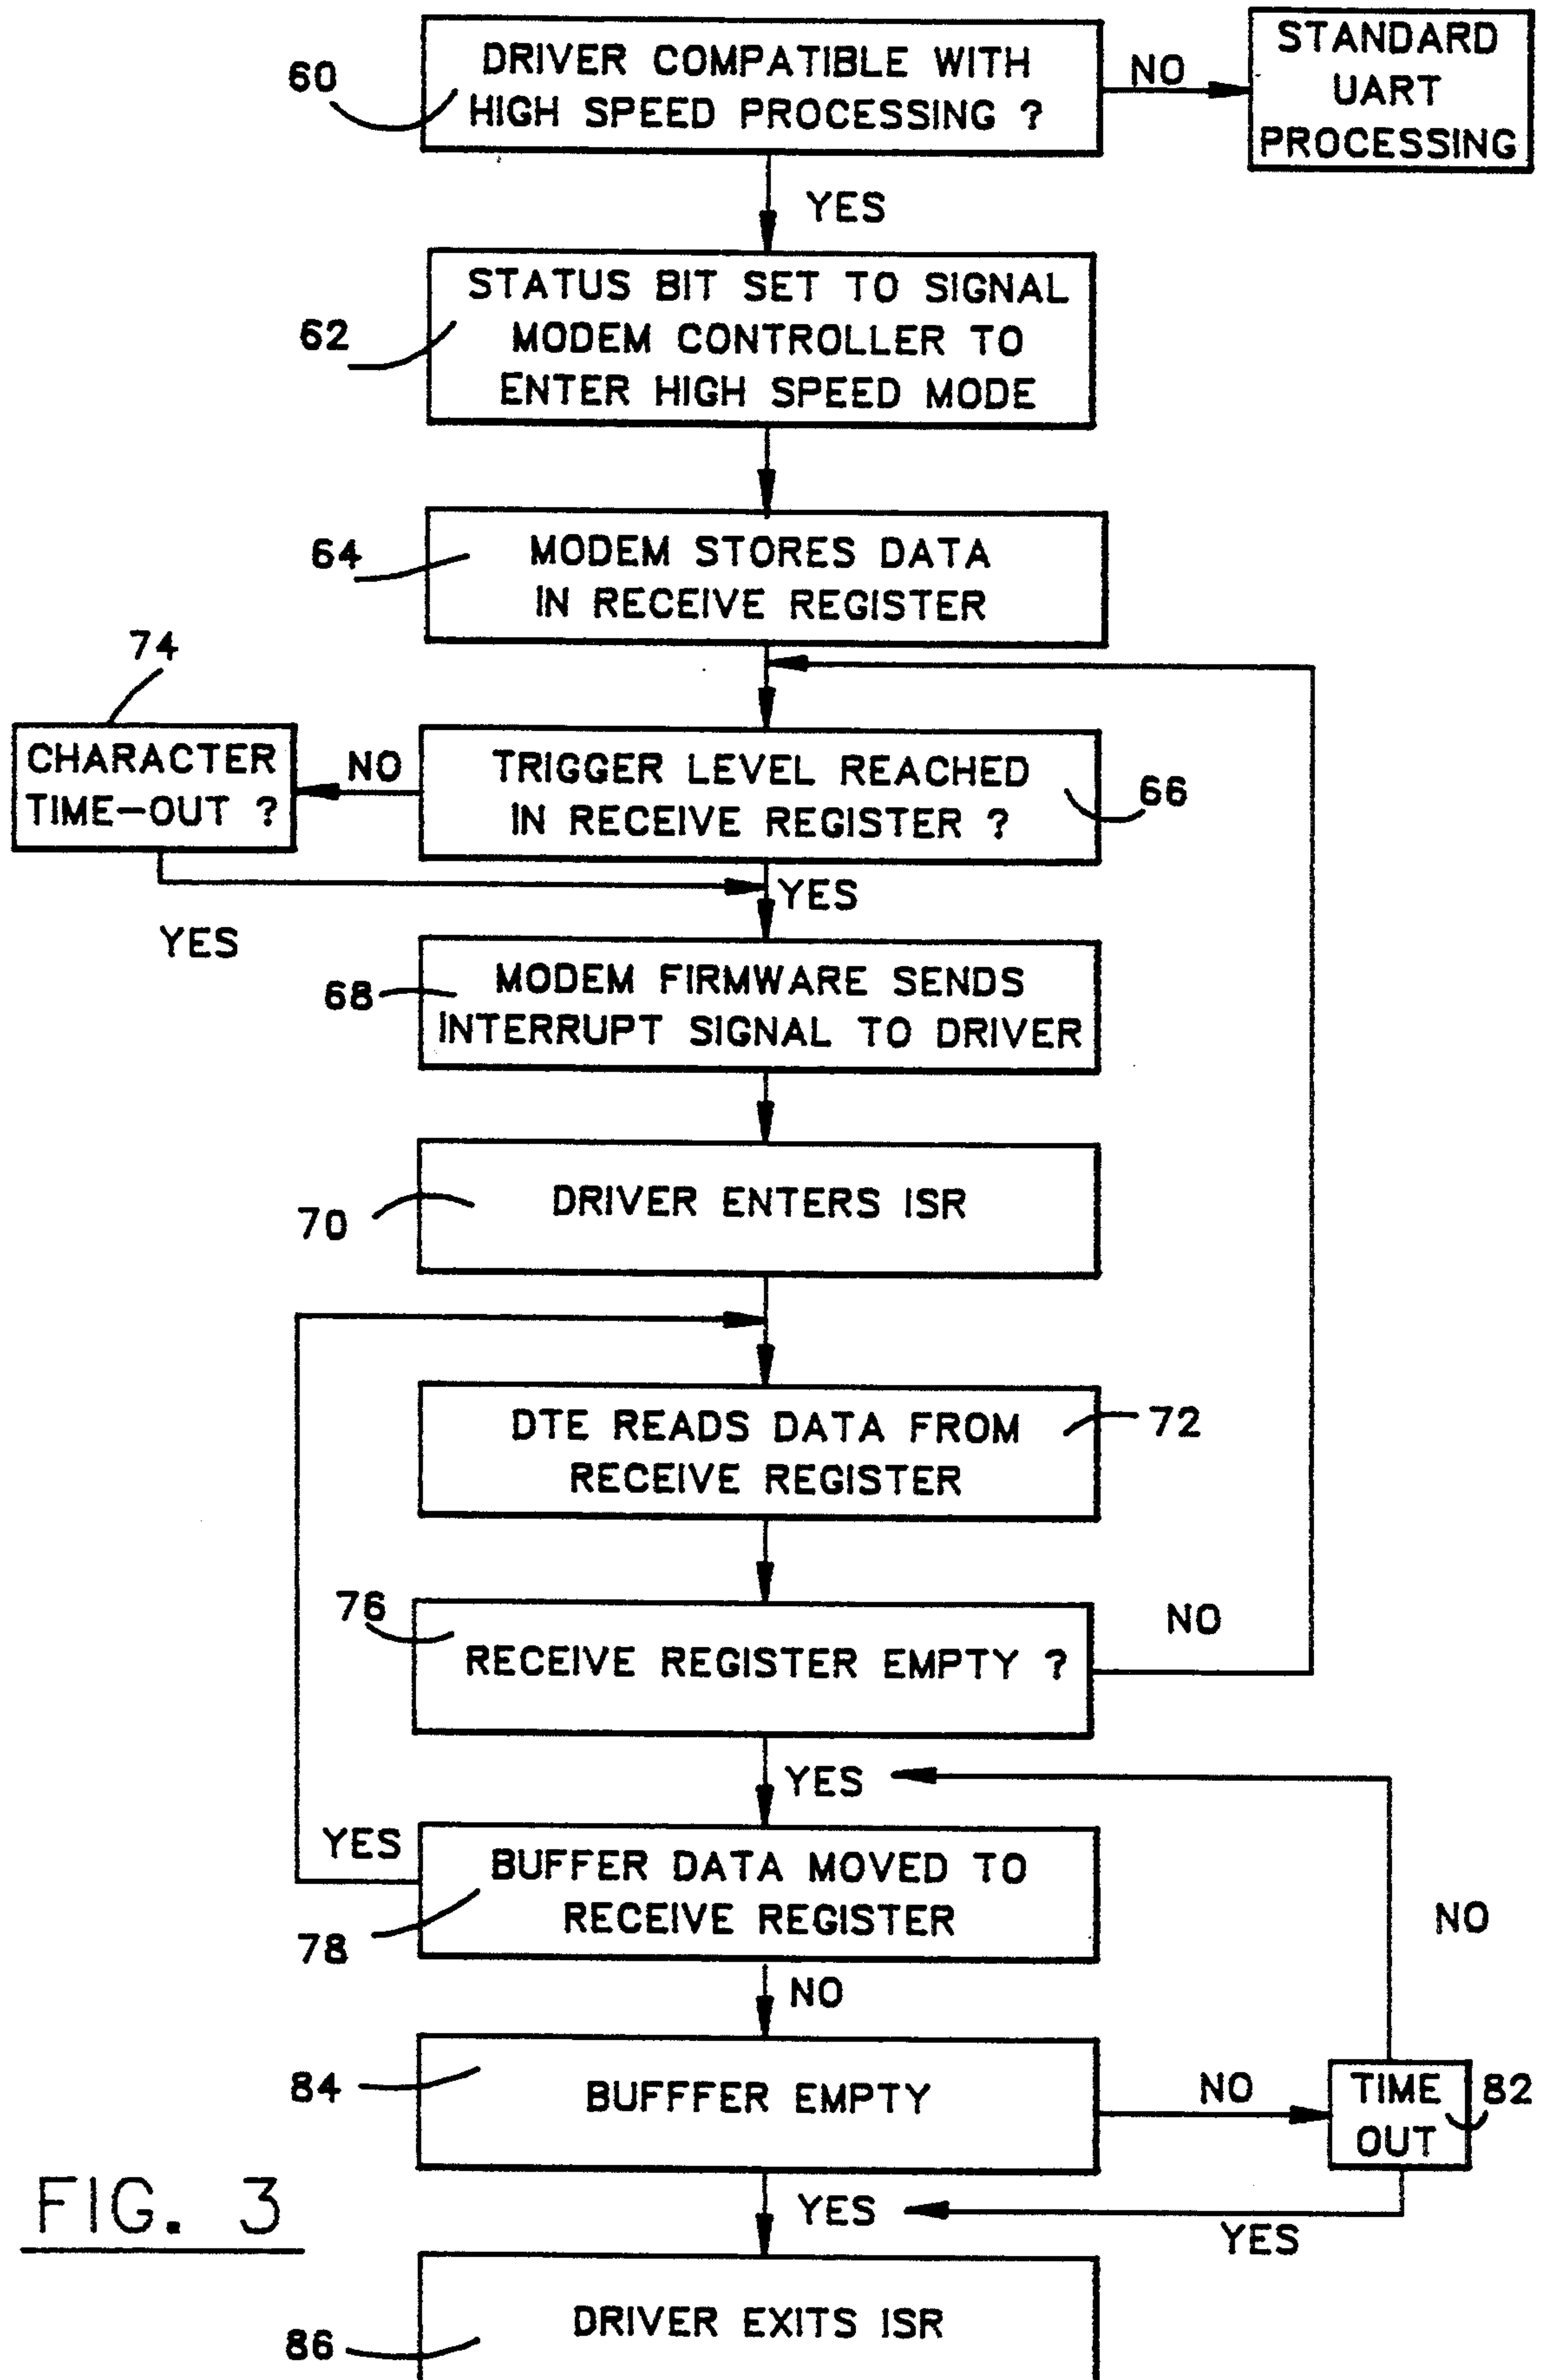 60
DRIVER COMPATIBLE WITH
HIGH SPEED PROCESSING ?
NO
STANDARD
UART
PROCESSING
YES
62
STATUS BIT SET TO SIGNAL
MODEM CONTROLLER TO
ENTER HIGH SPEED MODE
64
MODEM STORES DATA
IN RECEIVE REGISTER
74
CHARACTER
TIME-OUT ?
NO
TRIGGER LEVEL REACHED
IN RECEIVE REGISTER ?
66
YES
YES
68
MODEM FIRMWARE SENDS
INTERRUPT SIGNAL TO DRIVER
70
DRIVER ENTERS ISR
DTE READS DATA FROM
RECEIVE REGISTER
72
76
RECEIVE REGISTER EMPTY ?
NO
YES
YES
BUFFER DATA MOVED TO
RECEIVE REGISTER
78
NO
NO
84
BUFFFER EMPTY
NO
TIME
OUT
82
YES
YES
FIG. 3
DRIVER EXITS ISR
86